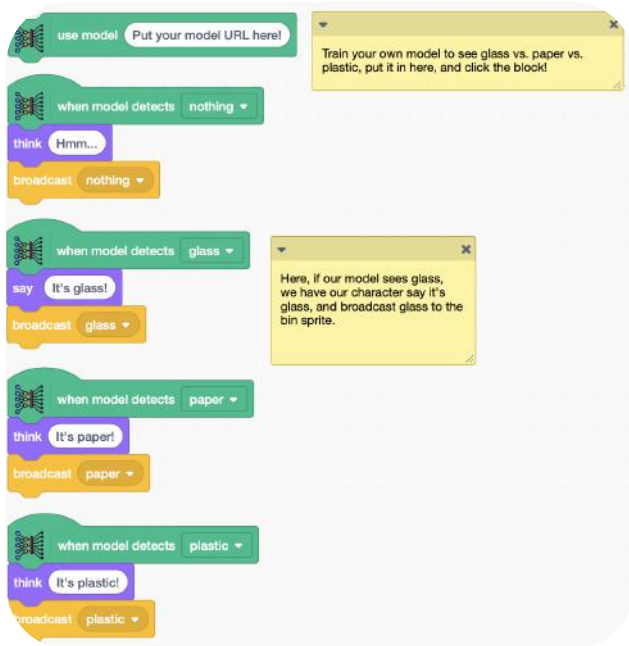 use model Put your model URL here!
Train your own model to see glass vs. paper vs.
plastic, put it in here, and click the block!
when model detects nothing
think Hmm...
broadcast nothing
when model detects glass
say It's glass!
broadcast glass
Here, if our model sees glass,
we have our character say it's
glass, and broadcast glass to the
bin sprite.
when model detects paper
think It's paper!
broadcast paper
when model detects plastic
think It's plastic!
broadcast plastic